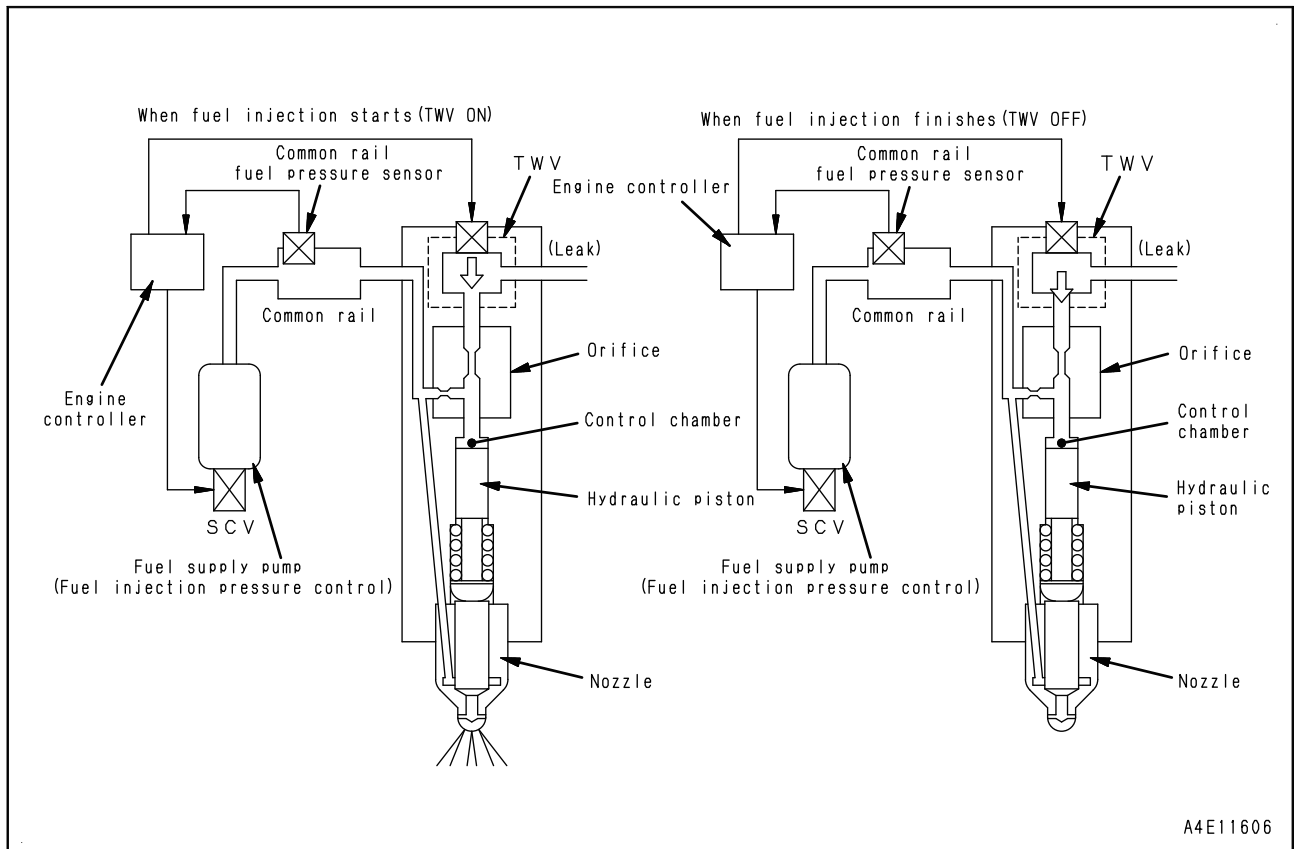 When fuel injection starts (TWV ON)
Common rail
fuel pressure sensor
TWV
(Leak)
Common rail
Orifice
Engine
controller
Control chamber
Hydraulic piston
SCV
Fuel supply pump
(Fuel injection pressure control)
Nozzle
When fuel injection finishes (TWV OFF)
Common rail
fuel pressure sensor
TWV
Engine controller
(Leak)
Common rail
Orifice
Control
chamber
Hydraulic
piston
SCV
Fuel supply pump
(Fuel injection pressure control)
Nozzle
A4E11606